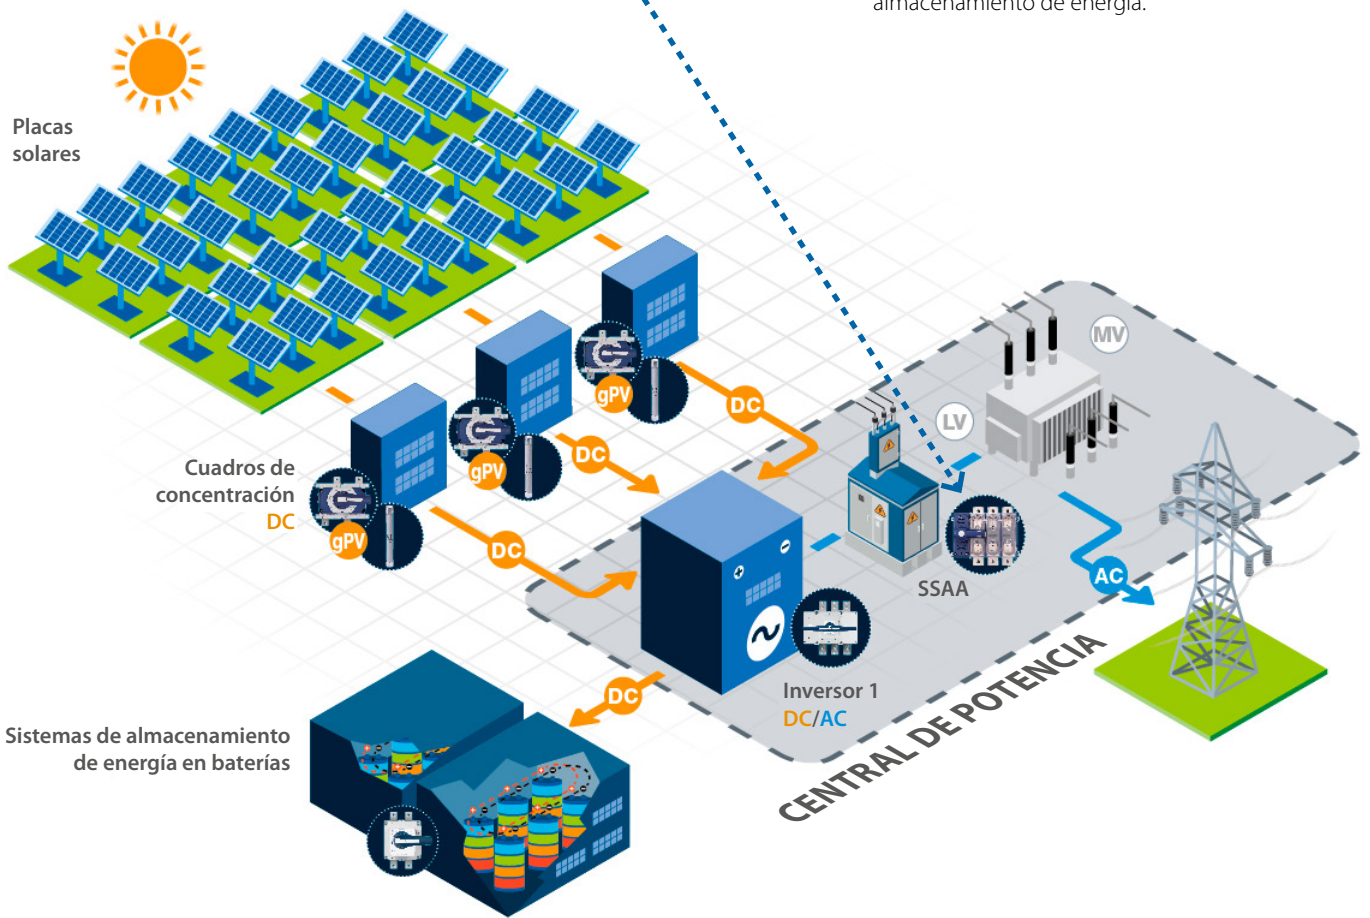 almacenamiento de energía.
Placas
solares
MV
LV
DC
gPV
DC
gPV
Cuadros de
concentración
DC
gPV
DC
AC
SSAA
Inversor 1
DC/AC
DC
CENTRAL DE POTENCIA
Sistemas de almacenamiento
de energía en baterías